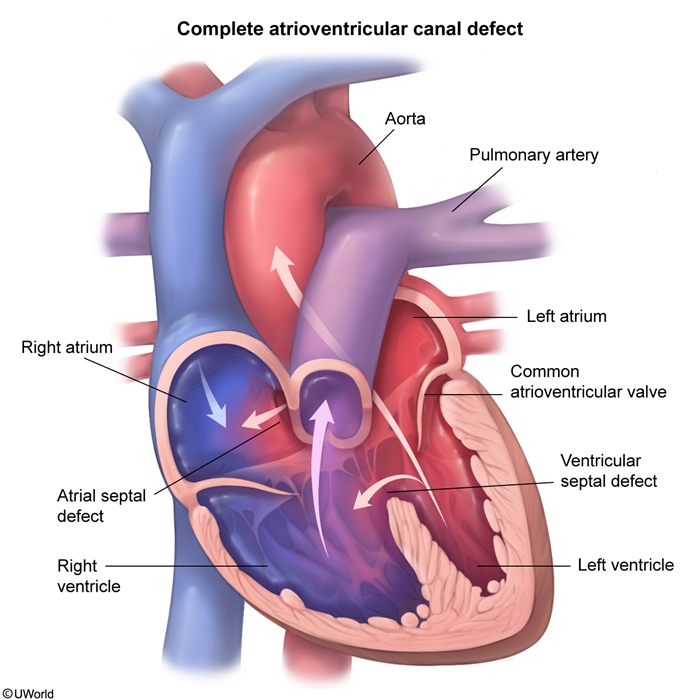 Complete atrioventricular canal defect
Aorta
Pulmonary artery
Left atrium
Right atrium
Common
atrioventricular valve
Ventricular
septal defect
Atrial septal
defect
Right
ventricle
Left ventricle
©UWorld